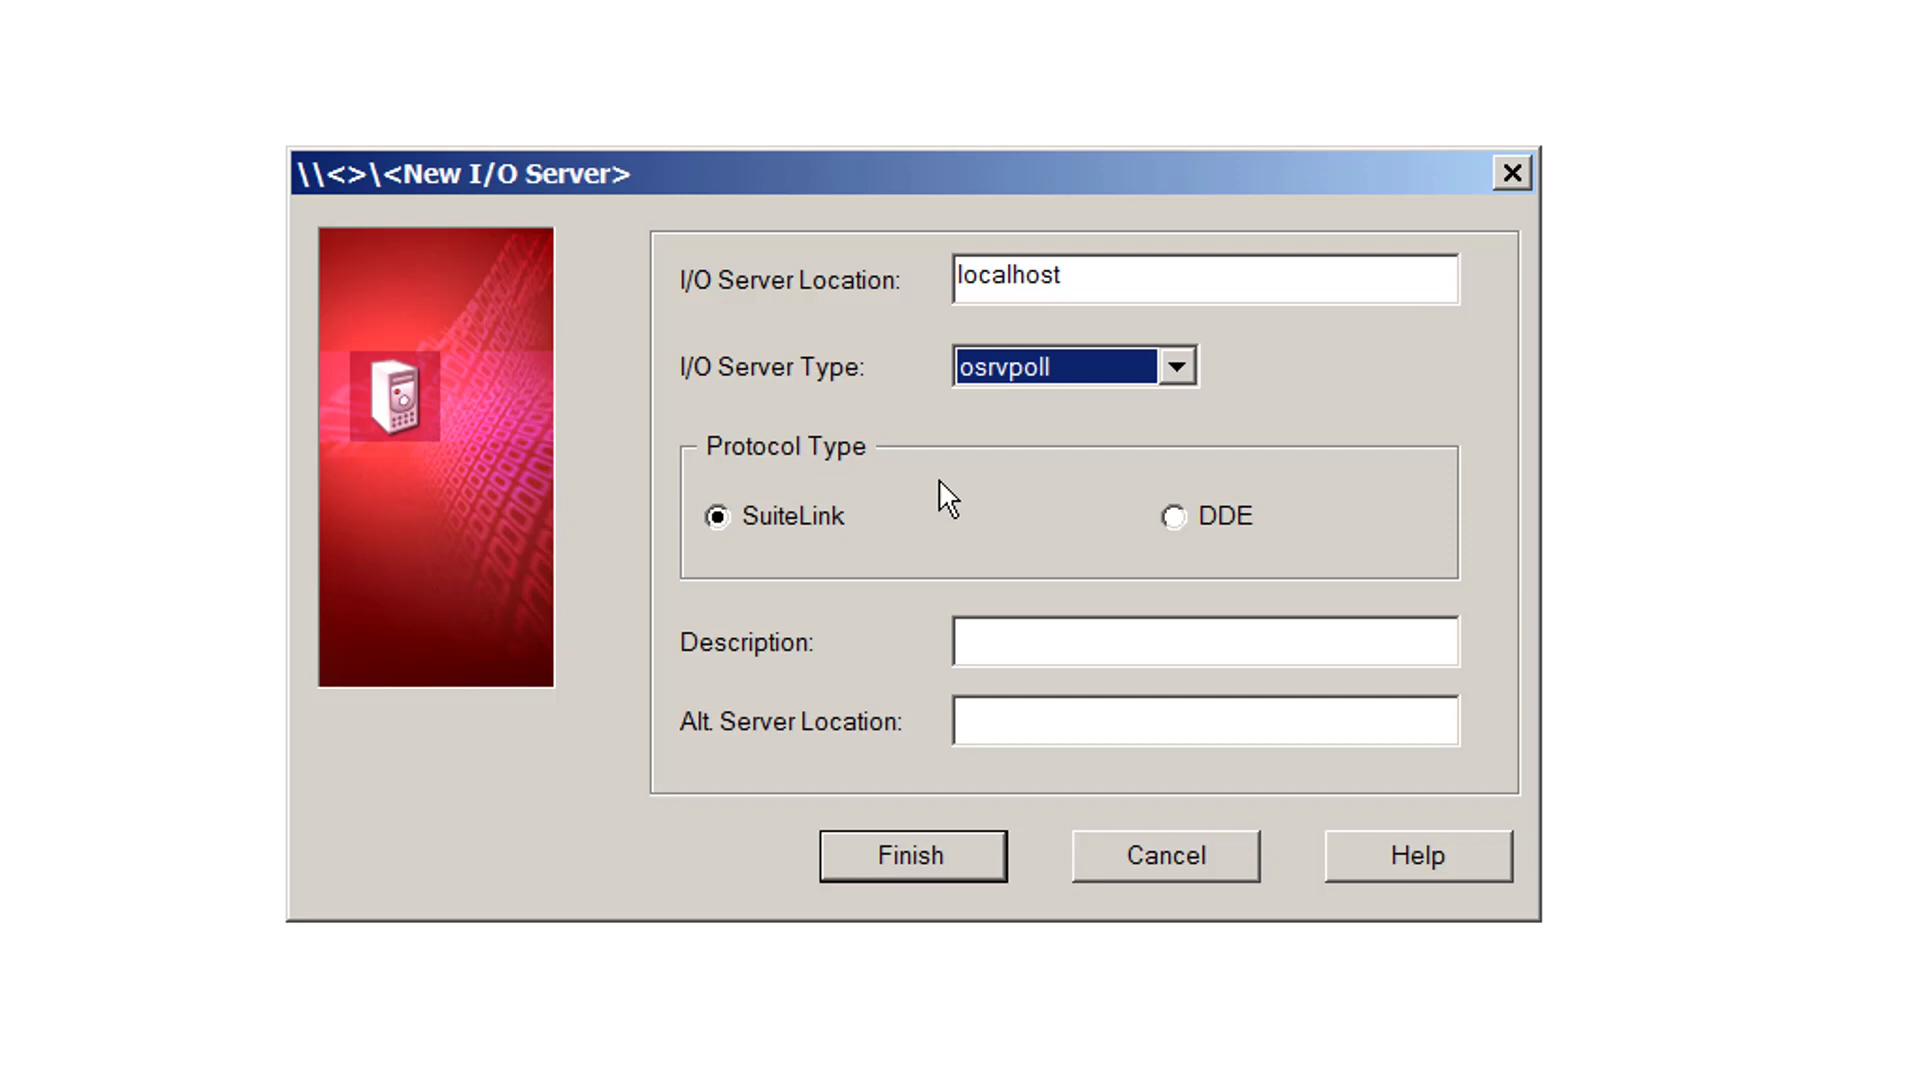 \\<>\<New I/O Server>
I/O Server Location: localhost
I/O Server Type: osrvpoll
Protocol Type
SuiteLink DDE
Description:
Alt. Server Location:
Finish Cancel Help